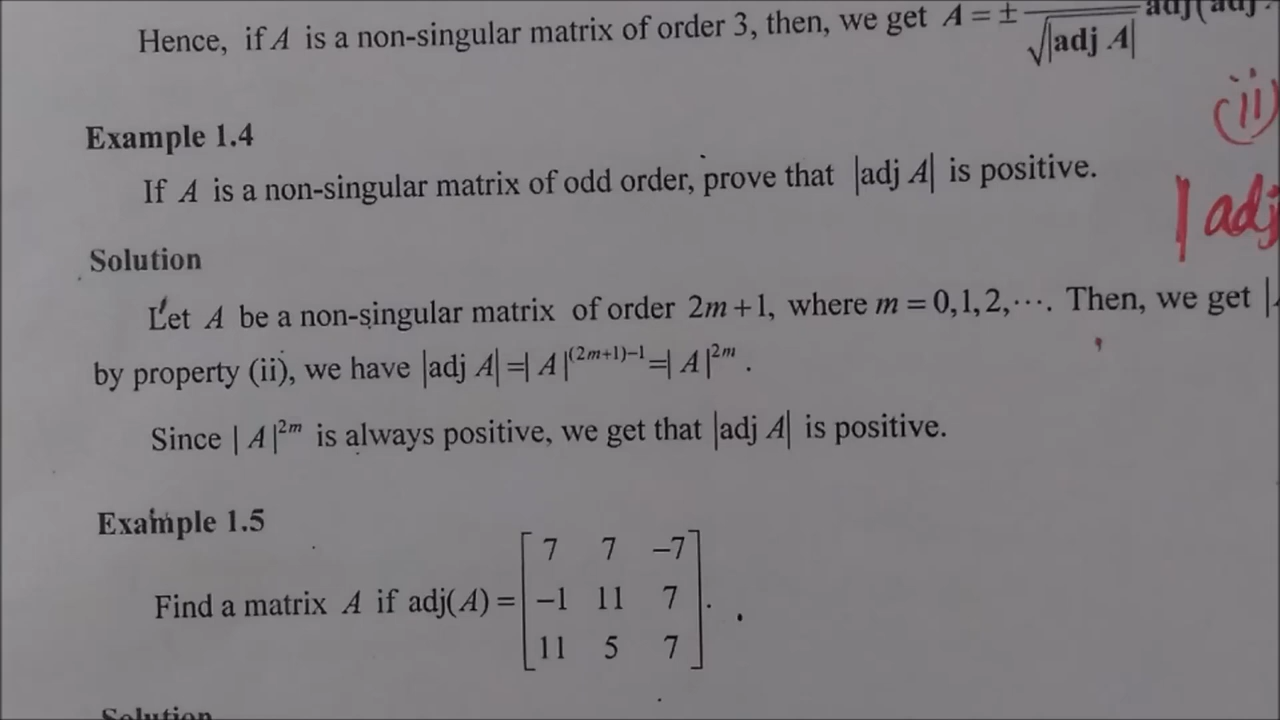 Hence, if A is a non-singular matrix of order 3, then, we get A = ± 1/√|adj A| adj(adj
(ii)
Example 1.4
If A is a non-singular matrix of odd order, prove that |adj A| is positive.
| adj
Solution
Let A be a non-singular matrix of order 2m+1, where m = 0,1,2,⋯. Then, we get |
by property (ii), we have |adj A| = | A |^(2m+1)−1 = | A |^2m .
Since | A |^2m is always positive, we get that |adj A| is positive.
Example 1.5
Find a matrix A if adj(A) = [7 7 −7
−1 11 7
11 5 7].
Solution